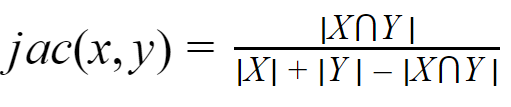 jac(x,y) = |X⋂Y| / |X| + |Y| − |X⋂Y|